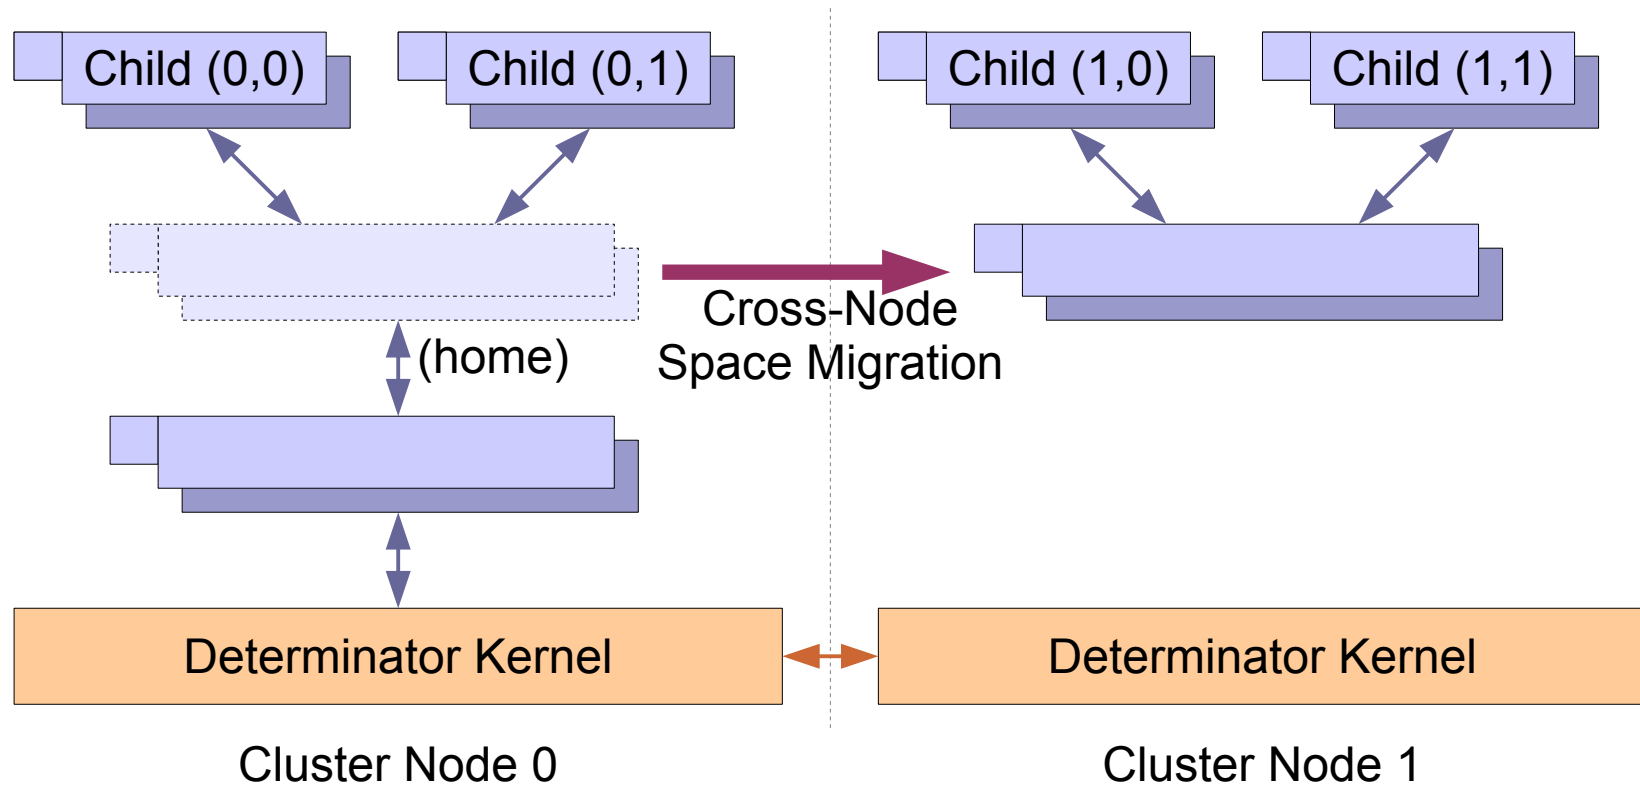 Child (0,0)
Child (0,1)
Child (1,0)
Child (1,1)
Cross-Node
Space Migration
(home)
Determinator Kernel
Determinator Kernel
Cluster Node 0
Cluster Node 1